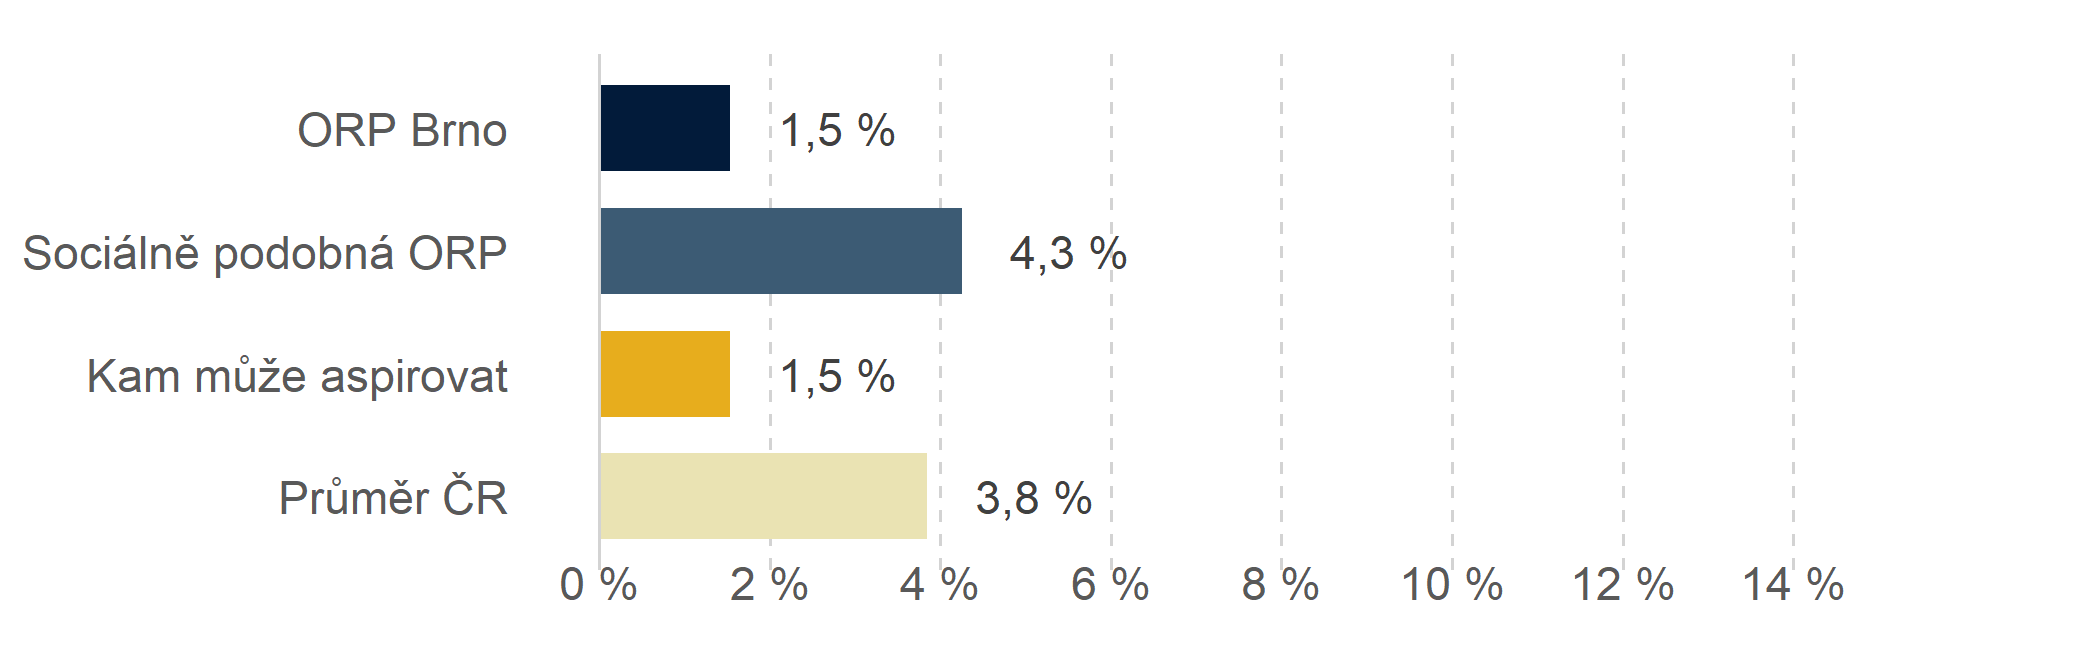 ORP Brno 1,5 %
Sociálně podobná ORP 4,3 %
Kam může aspirovat 1,5 %
Průměr ČR 3,8 %
0 % 2 % 4 % 6 % 8 % 10 % 12 % 14 %